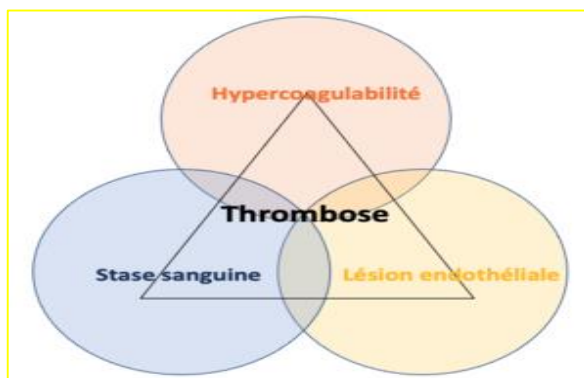 Hypercoagulabilité
Thrombose
Stase sanguine
Lésion endothéliale